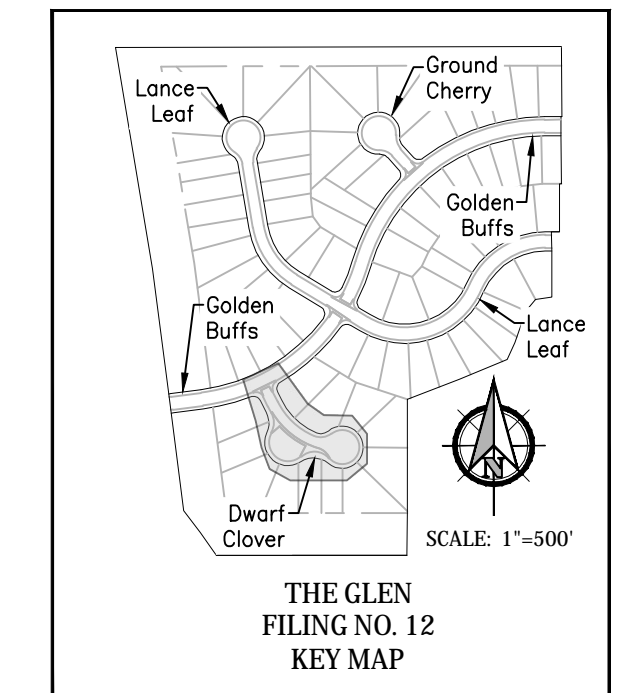 Lance
Leaf
Ground
Cherry
Golden
Buffs
Golden
Buffs
Lance
Leaf
Dwarf
Clover
N
SCALE: 1"=500'
THE GLEN
FILING NO. 12
KEY MAP